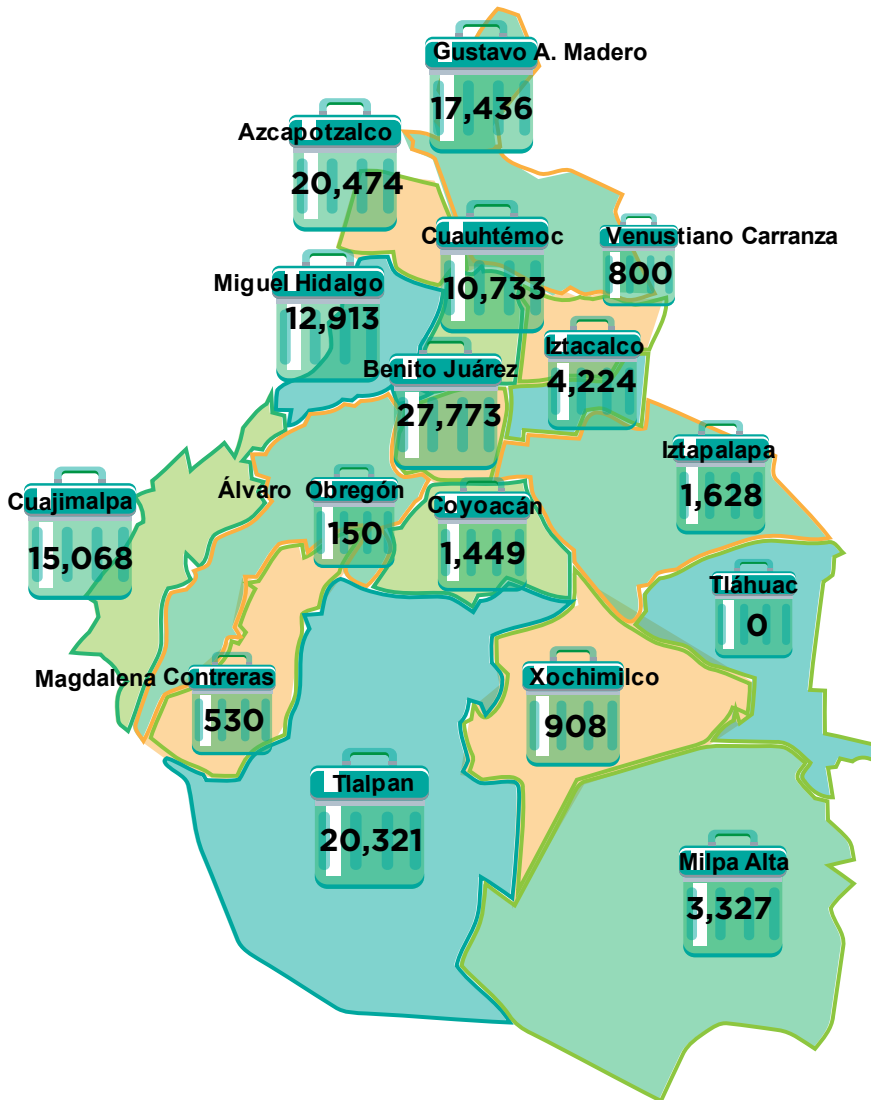 Gustavo A. Madero
17,436
Azcapotzalco
20,474
Cuauhtémoc
10,733
Venustiano Carranza
800
Miguel Hidalgo
12,913
Iztacalco
4,224
Benito Juárez
27,773
Iztapalapa
1,628
Cuajimalpa
15,068
Álvaro Obregón
150
Coyoacán
1,449
Tláhuac
0
Magdalena Contreras
530
Xochimilco
908
Tlalpan
20,321
Milpa Alta
3,327